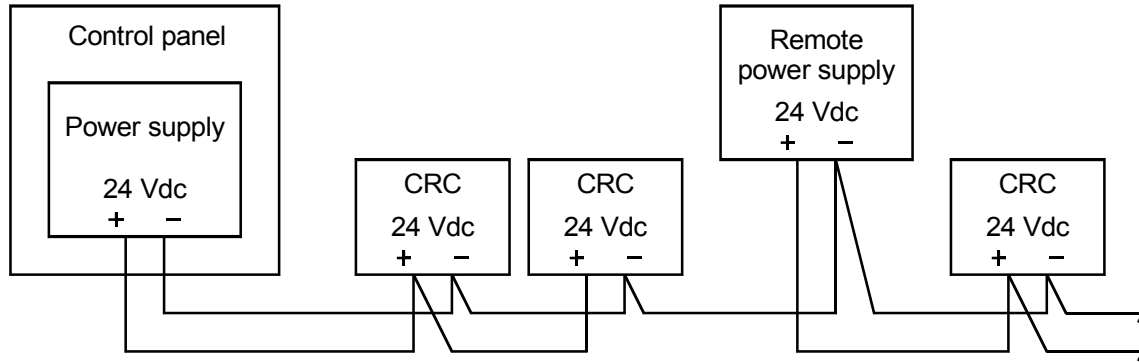 Control panel
Power supply
24 Vdc
+ −
CRC
24 Vdc
+ −
CRC
24 Vdc
+ −
Remote
power supply
24 Vdc
+ −
CRC
24 Vdc
+ −